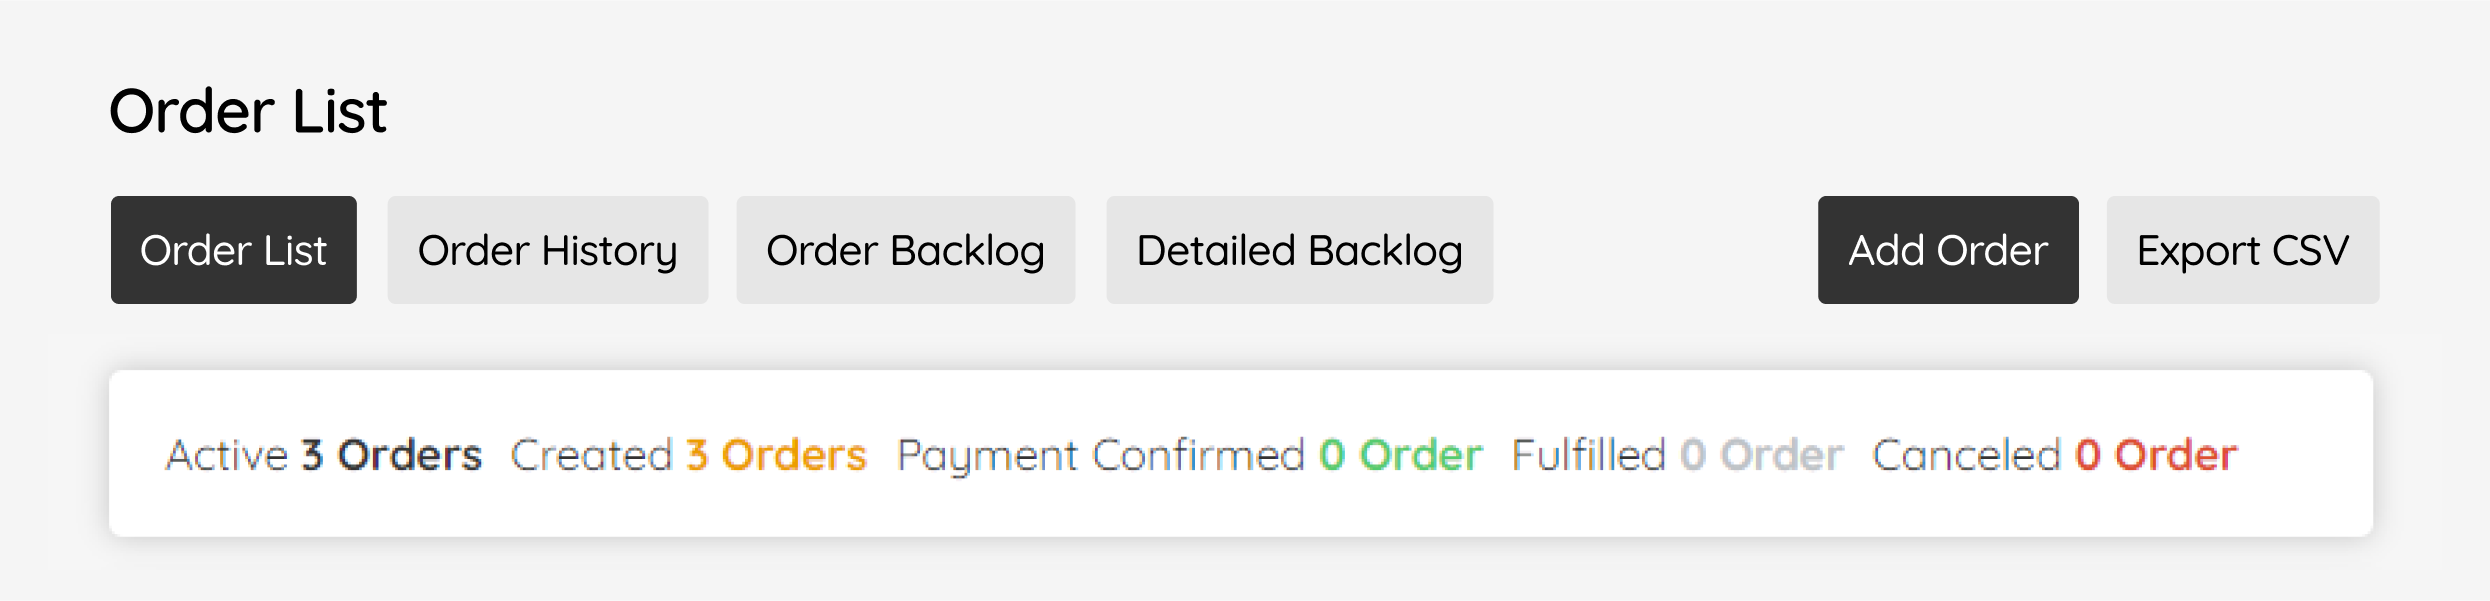 Order List
Order List Order History Order Backlog Detailed Backlog Add Order Export CSV
Active 3 Orders Created 3 Orders Payment Confirmed 0 Order Fulfilled 0 Order Canceled 0 Order